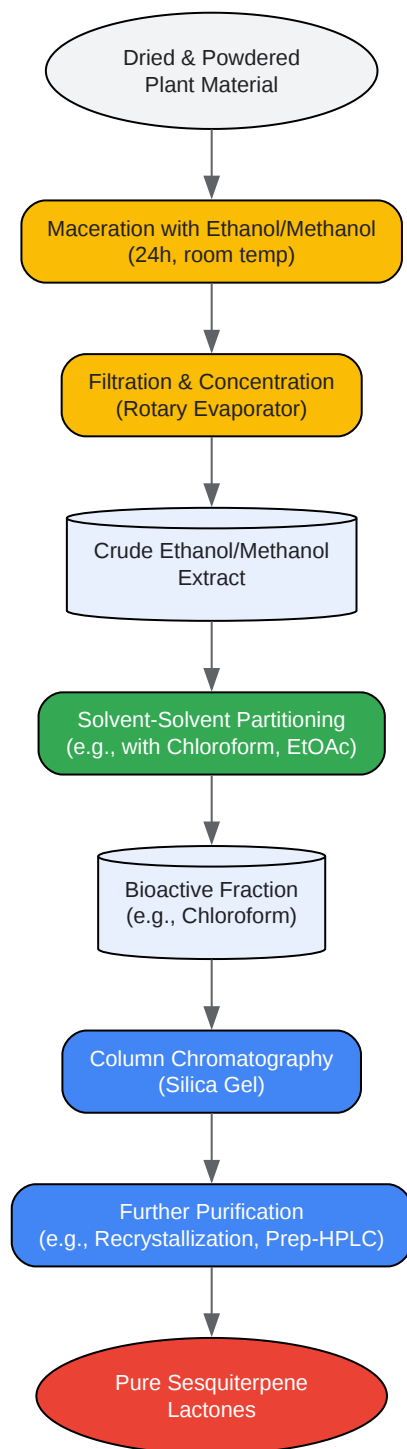 Dried & Powdered
Plant Material
Maceration with Ethanol/Methanol
(24h, room temp)
Filtration & Concentration
(Rotary Evaporator)
Crude Ethanol/Methanol
Extract
Solvent-Solvent Partitioning
(e.g., with Chloroform, EtOAc)
Bioactive Fraction
(e.g., Chloroform)
Column Chromatography
(Silica Gel)
Further Purification
(e.g., Recrystallization, Prep-HPLC)
Pure Sesquiterpene
Lactones